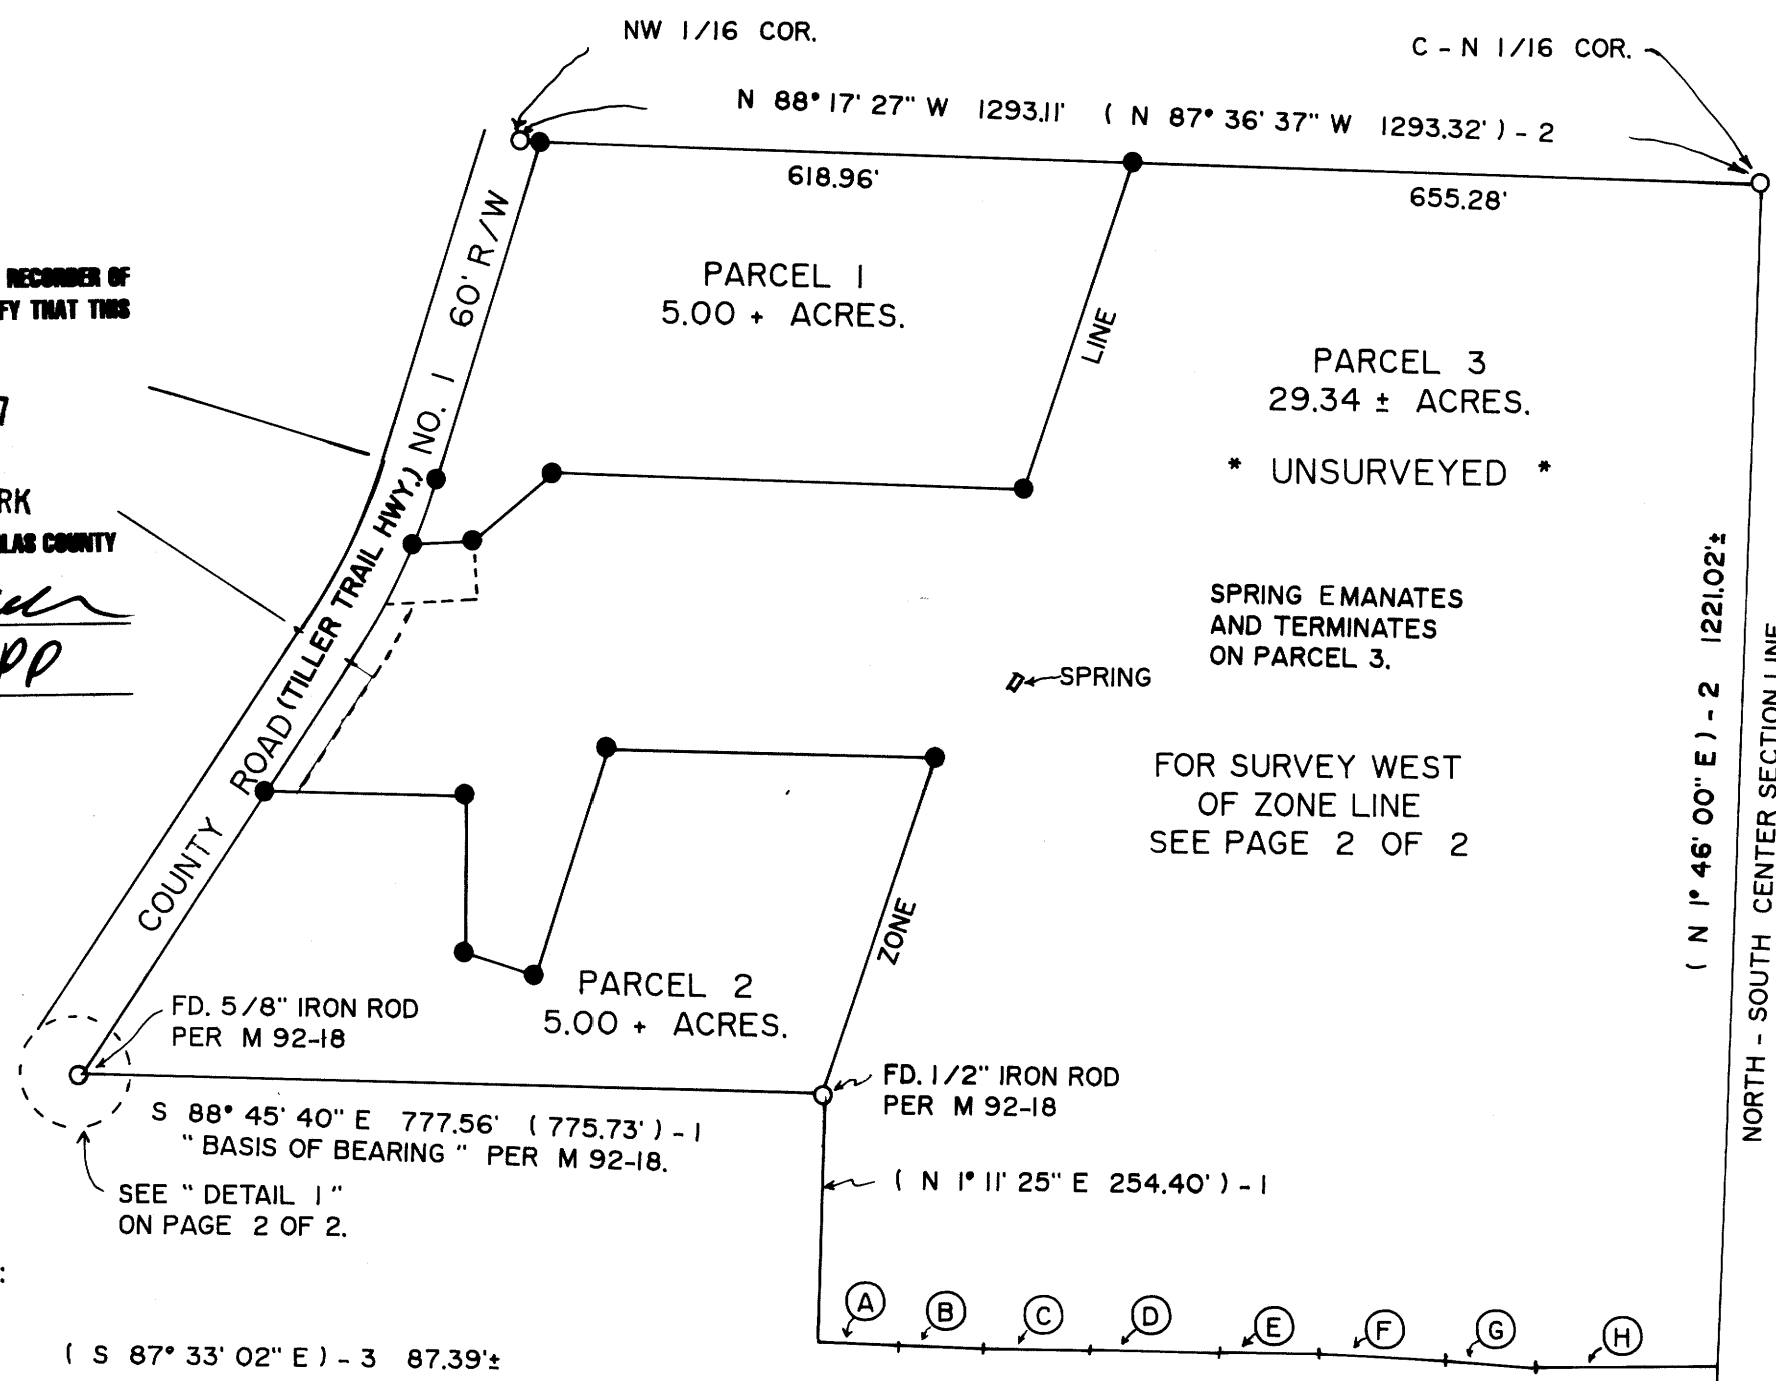 NW 1/16 COR.
C - N 1/16 COR.
N 88° 17' 27" W 1293.11' ( N 87° 36' 37" W 1293.32' ) - 2
618.96'
655.28'
60' R/W
RECORDER OF
FY THAT THIS
PARCEL 1
5.00 + ACRES.
LINE
PARCEL 3
29.34 ± ACRES.
* UNSURVEYED *
7
RK
LAS COUNTY
COUNTY ROAD (TILLER TRAIL HWY.) NO. 1
SPRING EMANATES
AND TERMINATES
ON PARCEL 3.
SPRING
( N 1° 46' 00" E ) - 2 1221.02'±
NORTH - SOUTH CENTER SECTION LINE
FOR SURVEY WEST
OF ZONE LINE
SEE PAGE 2 OF 2
ZONE
PARCEL 2
5.00 + ACRES.
FD. 5/8" IRON ROD
PER M 92-18
FD. 1/2" IRON ROD
PER M 92-18
S 88° 45' 40" E 777.56' ( 775.73' ) - 1
" BASIS OF BEARING " PER M 92-18.
( N 1° 11' 25" E 254.40' ) - 1
SEE " DETAIL 1 "
ON PAGE 2 OF 2.
:
A B C D E F G H
( S 87° 33' 02" E ) - 3 87.39'±